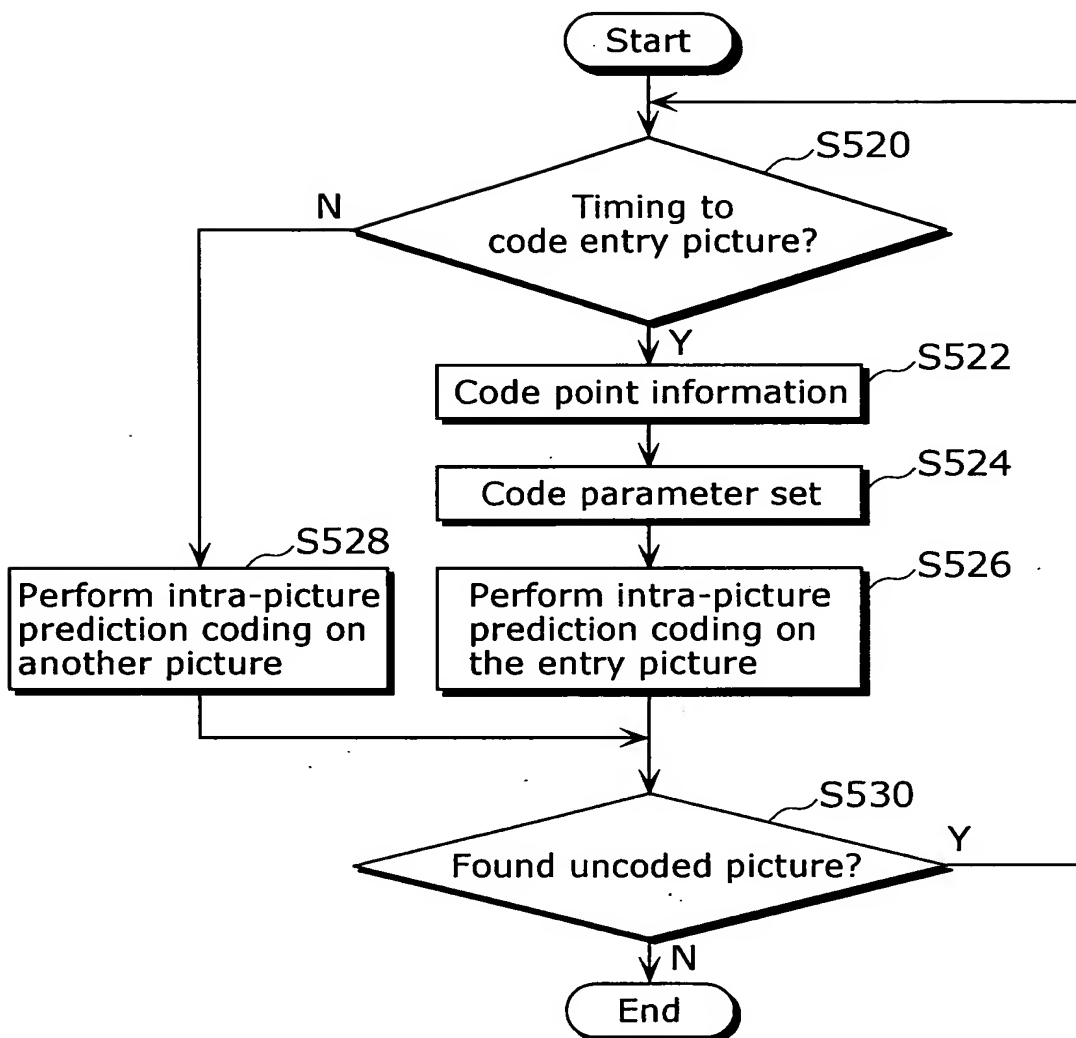 Start
S520
N
Timing to
code entry picture?
Y
S522
Code point information
S524
Code parameter set
S528
S526
Perform intra-picture
prediction coding on
another picture
Perform intra-picture
prediction coding on
the entry picture
S530
Y
Found uncoded picture?
N
End